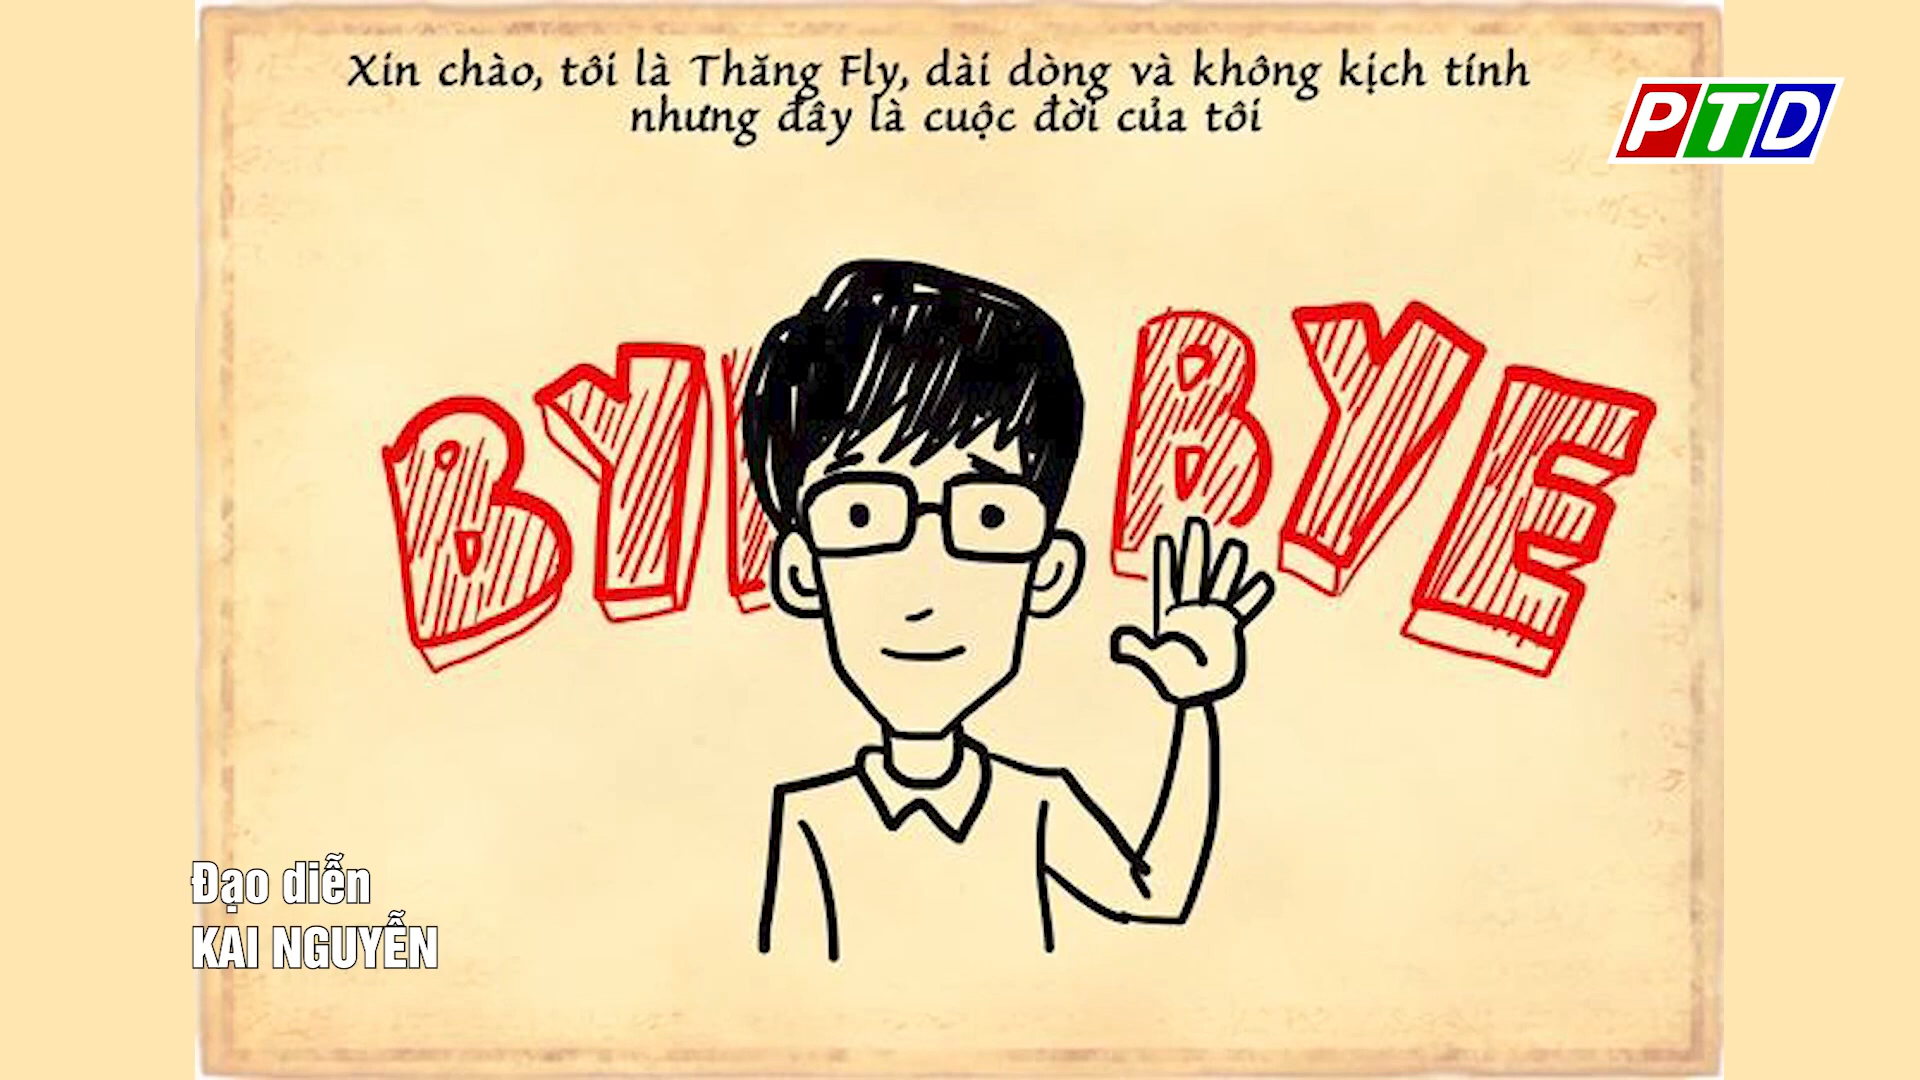 Xin chào, tôi là Thăng Fly, dài dòng và không kịch tính
nhưng đây là cuộc đời của tôi
PTD
BYE BYE
Đạo diễn
KAI NGUYỄN